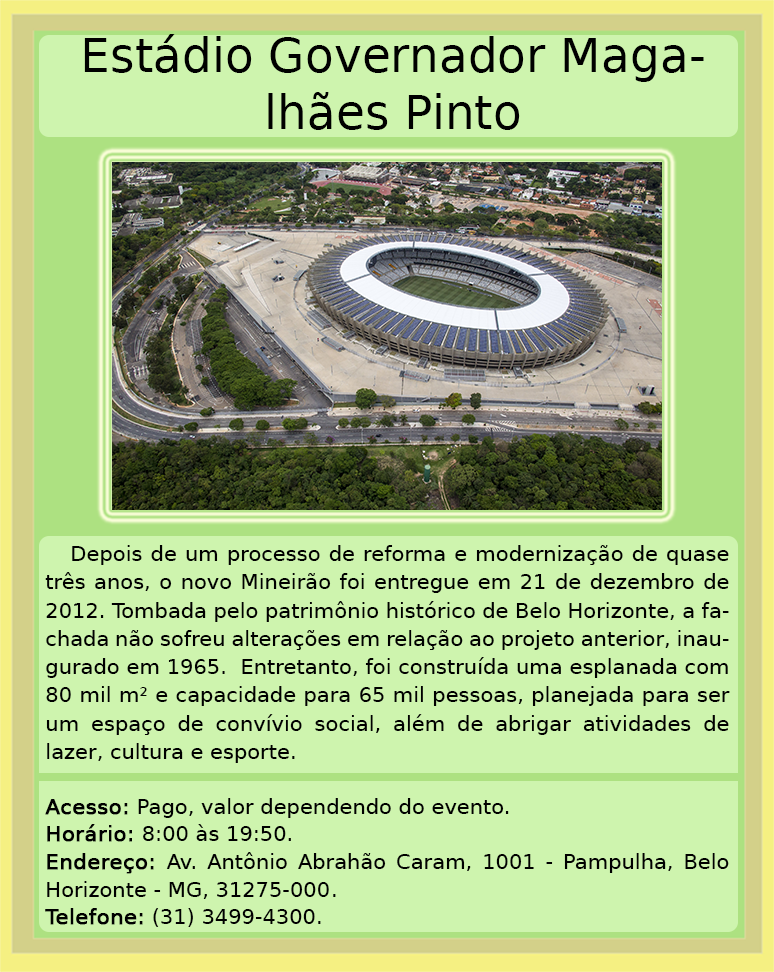 Estádio Governador Maga-
lhães Pinto
Depois de um processo de reforma e modernização de quase
três anos, o novo Mineirão foi entregue em 21 de dezembro de
2012. Tombada pelo patrimônio histórico de Belo Horizonte, a fa-
chada não sofreu alterações em relação ao projeto anterior, inau-
gurado em 1965.  Entretanto, foi construída uma esplanada com
80 mil m² e capacidade para 65 mil pessoas, planejada para ser
um espaço de convívio social, além de abrigar atividades de
lazer, cultura e esporte.
Acesso: Pago, valor dependendo do evento.
Horário: 8:00 às 19:50.
Endereço: Av. Antônio Abrahão Caram, 1001 - Pampulha, Belo
Horizonte - MG, 31275-000.
Telefone: (31) 3499-4300.